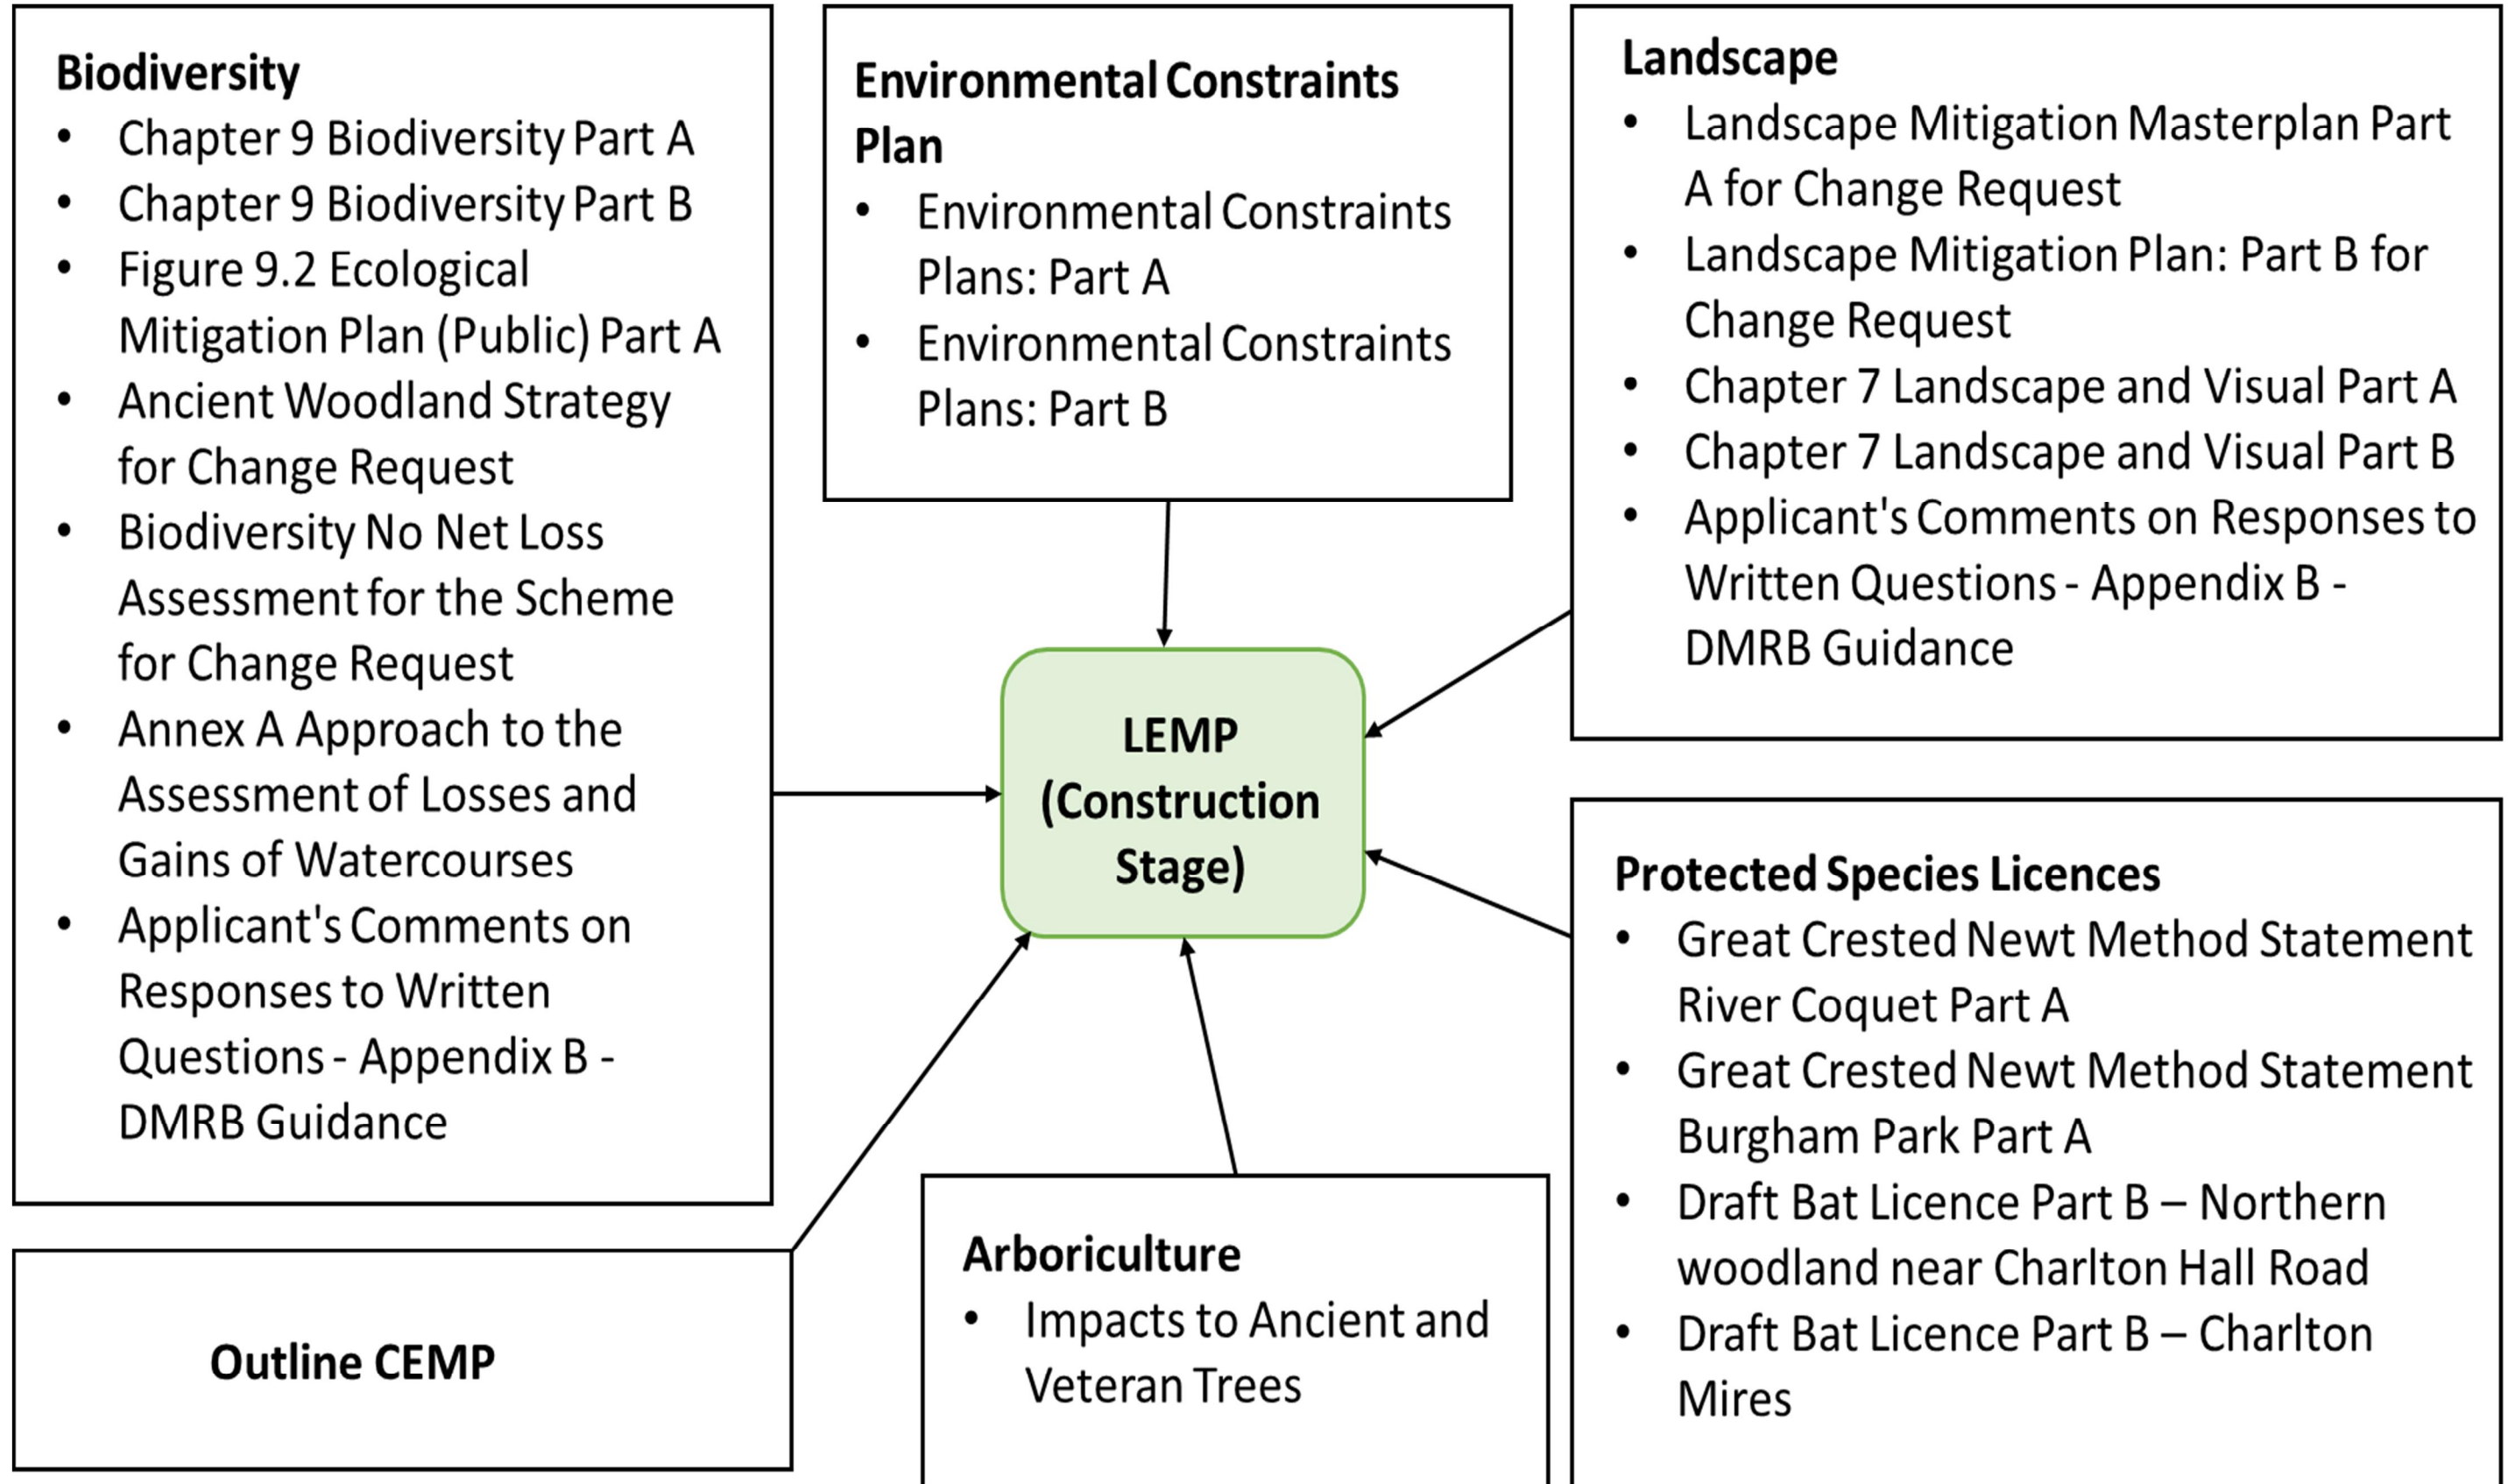 Biodiversity
• Chapter 9 Biodiversity Part A
• Chapter 9 Biodiversity Part B
• Figure 9.2 Ecological
Mitigation Plan (Public) Part A
• Ancient Woodland Strategy
for Change Request
• Biodiversity No Net Loss
Assessment for the Scheme
for Change Request
• Annex A Approach to the
Assessment of Losses and
Gains of Watercourses
• Applicant's Comments on
Responses to Written
Questions - Appendix B -
DMRB Guidance
Environmental Constraints
Plan
• Environmental Constraints
Plans: Part A
• Environmental Constraints
Plans: Part B
Landscape
• Landscape Mitigation Masterplan Part
A for Change Request
• Landscape Mitigation Plan: Part B for
Change Request
• Chapter 7 Landscape and Visual Part A
• Chapter 7 Landscape and Visual Part B
• Applicant's Comments on Responses to
Written Questions - Appendix B -
DMRB Guidance
LEMP
(Construction
Stage)
Protected Species Licences
• Great Crested Newt Method Statement
River Coquet Part A
• Great Crested Newt Method Statement
Burgham Park Part A
• Draft Bat Licence Part B – Northern
woodland near Charlton Hall Road
• Draft Bat Licence Part B – Charlton
Mires
Outline CEMP
Arboriculture
• Impacts to Ancient and
Veteran Trees